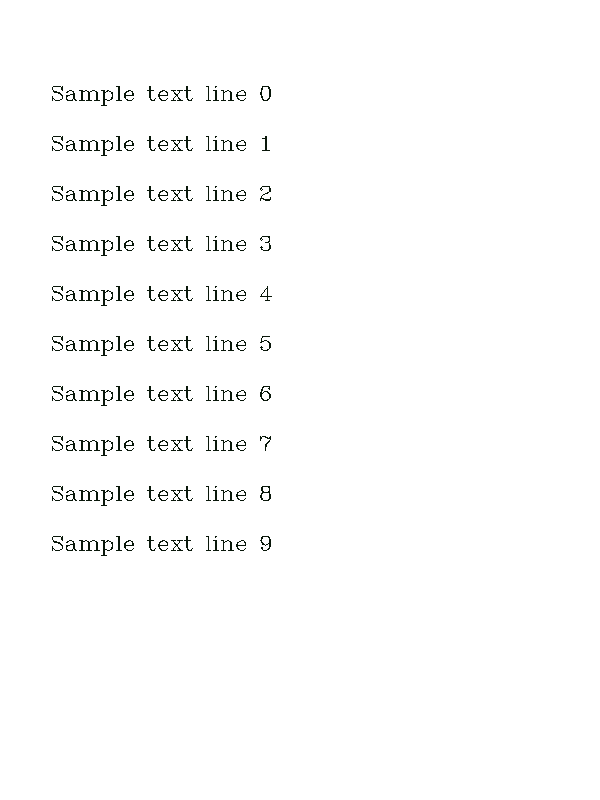 Sample text line 0
Sample text line 1
Sample text line 2
Sample text line 3
Sample text line 4
Sample text line 5
Sample text line 6
Sample text line 7
Sample text line 8
Sample text line 9